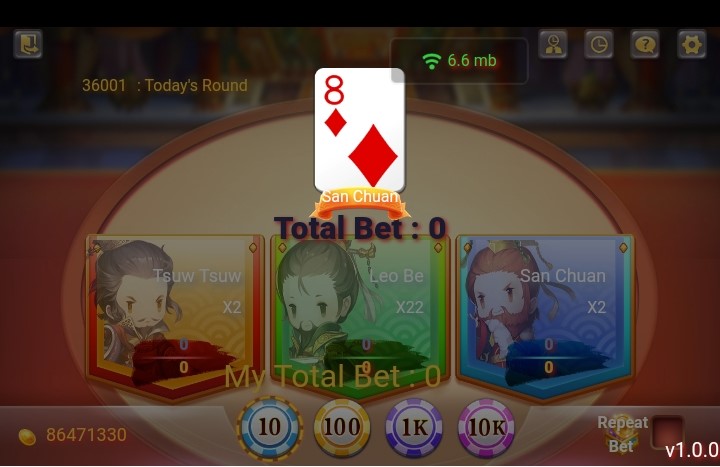 6.6 mb
36001 : Today's Round
8
San Chuan
Total Bet : 0
Tsuw Tsuw
X2
0
0
Leo Be
X22
0
0
San Chuan
X2
0
0
My Total Bet : 0
86471330
10
100
1K
10K
Repeat
Bet
v1.0.0